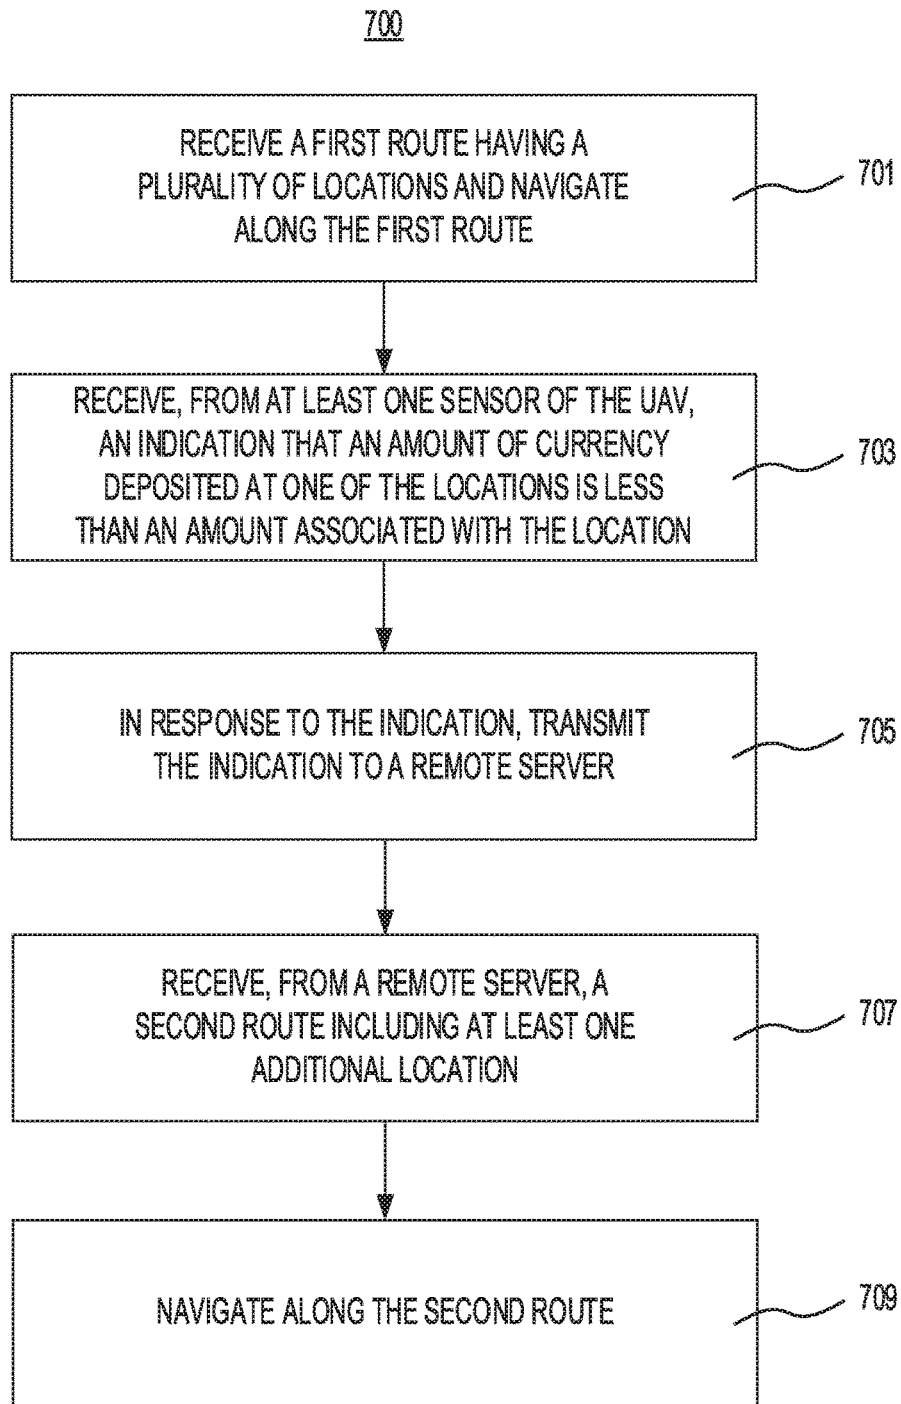 700
RECEIVE A FIRST ROUTE HAVING A
PLURALITY OF LOCATIONS AND NAVIGATE
ALONG THE FIRST ROUTE
701
RECEIVE, FROM AT LEAST ONE SENSOR OF THE UAV,
AN INDICATION THAT AN AMOUNT OF CURRENCY
DEPOSITED AT ONE OF THE LOCATIONS IS LESS
THAN AN AMOUNT ASSOCIATED WITH THE LOCATION
703
IN RESPONSE TO THE INDICATION, TRANSMIT
THE INDICATION TO A REMOTE SERVER
705
RECEIVE, FROM A REMOTE SERVER, A
SECOND ROUTE INCLUDING AT LEAST ONE
ADDITIONAL LOCATION
707
NAVIGATE ALONG THE SECOND ROUTE
709